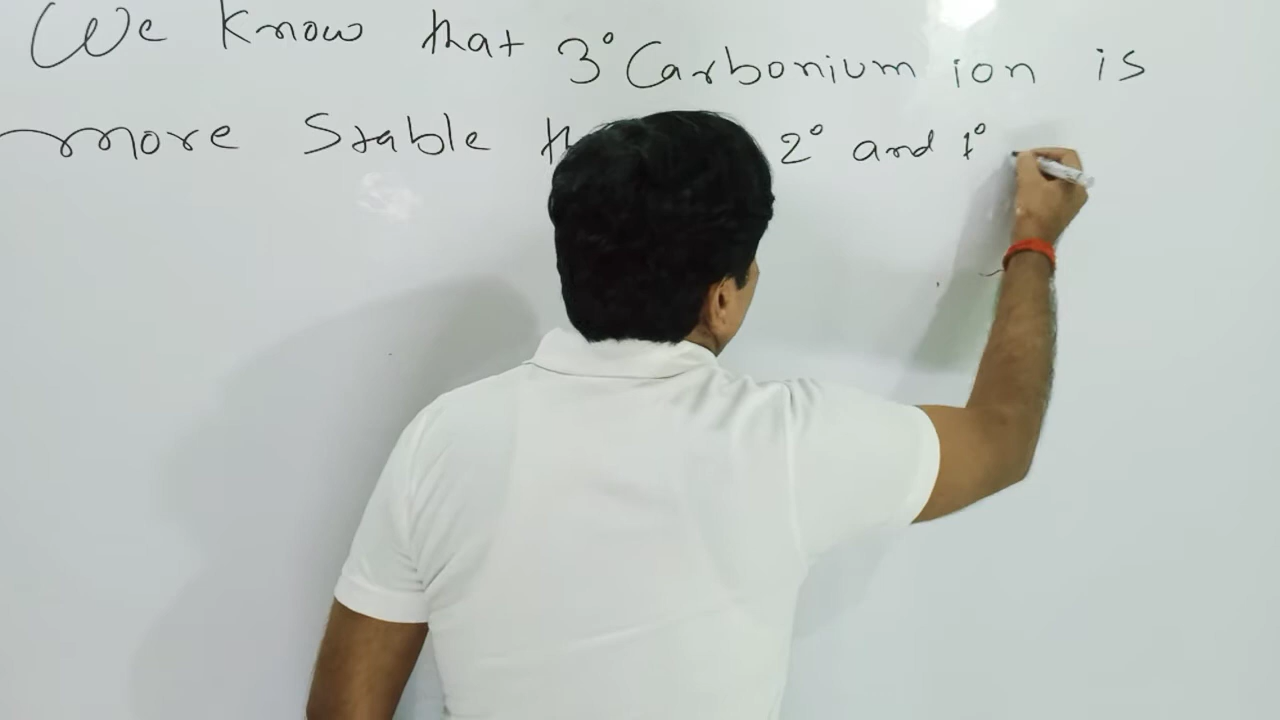 We know that 3° Carbonium ion is
more stable 2° and 1°